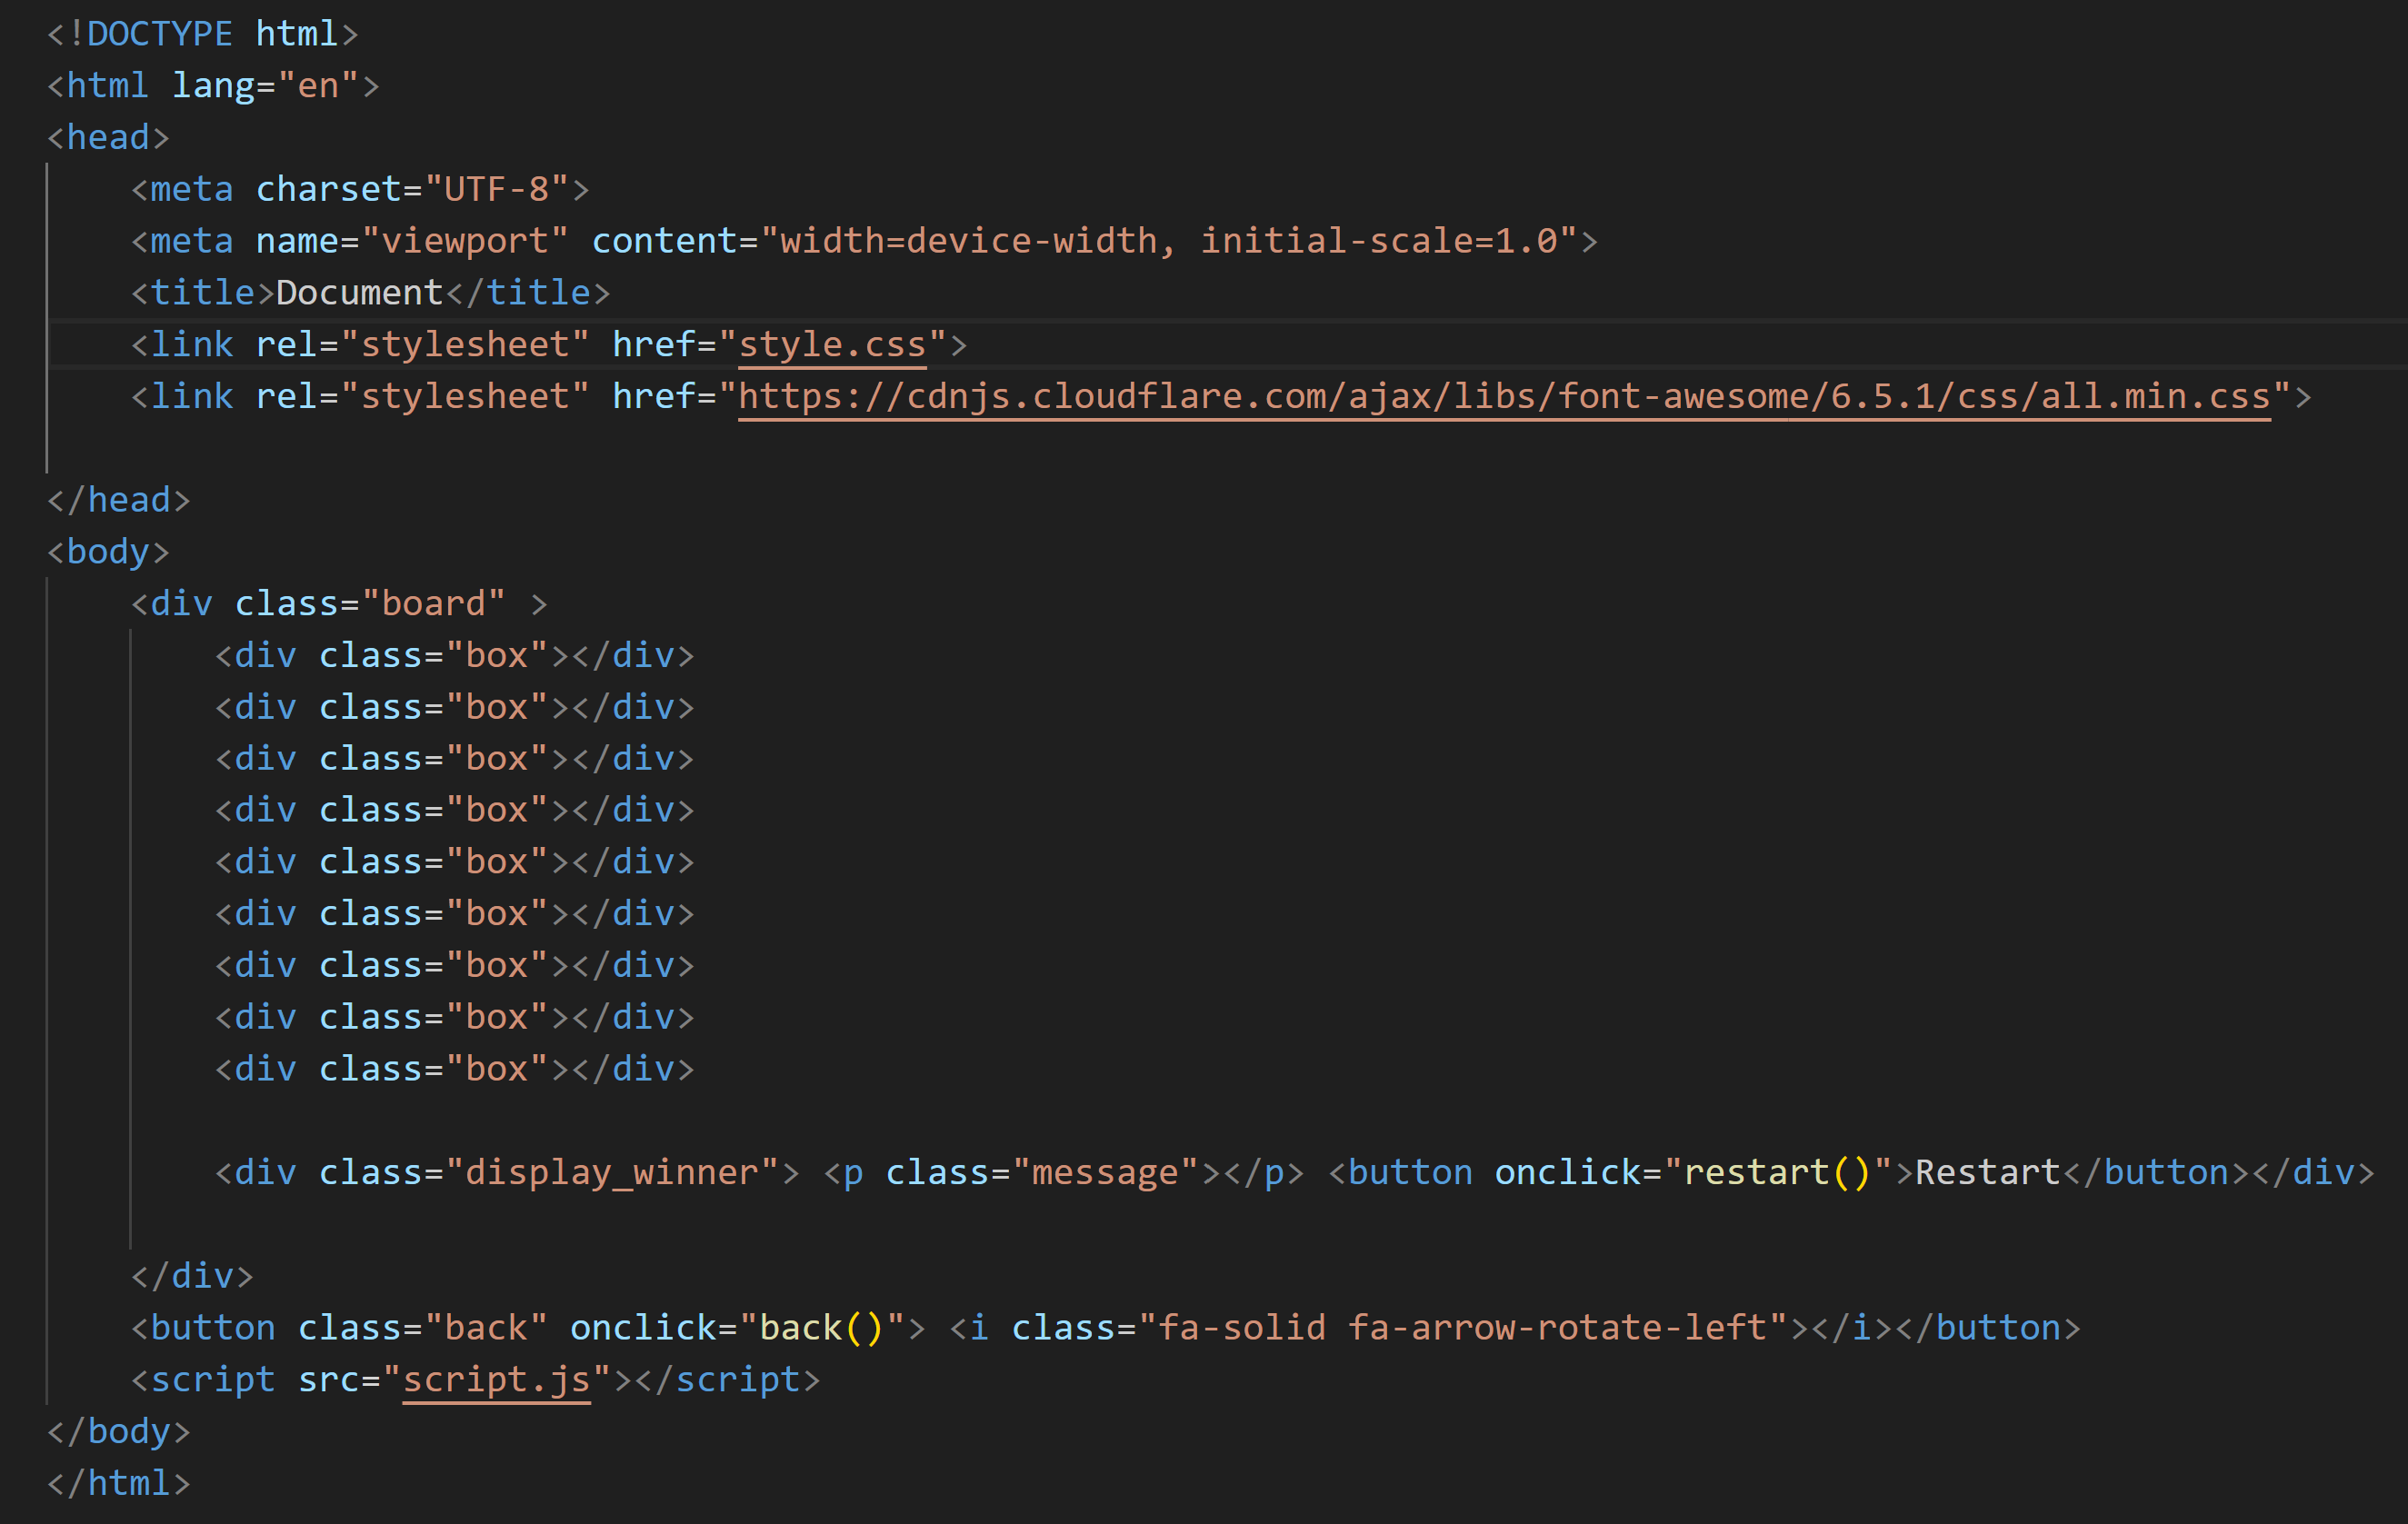 <!DOCTYPE html>
<html lang="en">
<head>
    <meta charset="UTF-8">
    <meta name="viewport" content="width=device-width, initial-scale=1.0">
    <title>Document</title>
    <link rel="stylesheet" href="style.css">
    <link rel="stylesheet" href="https://cdnjs.cloudflare.com/ajax/libs/font-awesome/6.5.1/css/all.min.css">

</head>
<body>
    <div class="board" >
        <div class="box"></div>
        <div class="box"></div>
        <div class="box"></div>
        <div class="box"></div>
        <div class="box"></div>
        <div class="box"></div>
        <div class="box"></div>
        <div class="box"></div>
        <div class="box"></div>

        <div class="display_winner"> <p class="message"></p> <button onclick="restart()">Restart</button></div>

    </div>
    <button class="back" onclick="back()"> <i class="fa-solid fa-arrow-rotate-left"></i></button>
    <script src="script.js"></script>
</body>
</html>